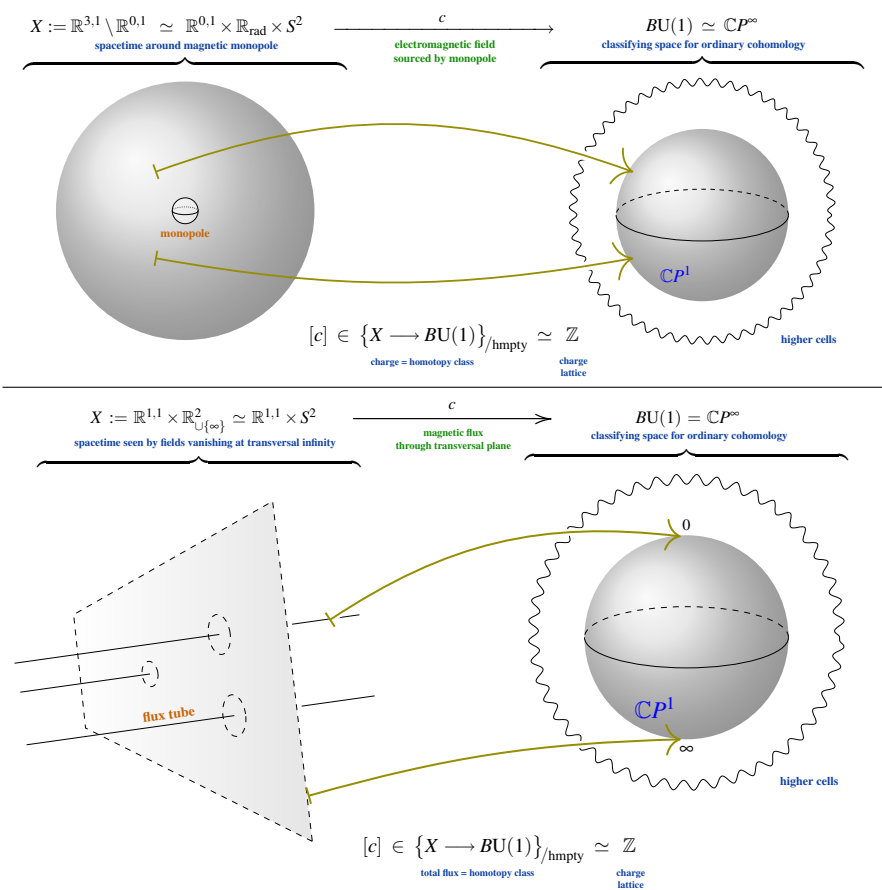 X := ℝ^{3,1} \ ℝ^{0,1} ≃ ℝ^{0,1} × ℝ_{rad} × S^2
c
BU(1) ≃ ℂP^∞
spacetime around magnetic monopole
electromagnetic field
sourced by monopole
classifying space for ordinary cohomology
monopole
ℂP^1
higher cells
[c] ∈ {X ⟶ BU(1)}_{/hmpty} ≃ ℤ
charge = homotopy class
charge
lattice
X := ℝ^{1,1} × ℝ^2_{∪{∞}} ≃ ℝ^{1,1} × S^2
c
BU(1) = ℂP^∞
spacetime seen by fields vanishing at transversal infinity
magnetic flux
through transversal plane
classifying space for ordinary cohomology
0
flux tube
ℂP^1
∞
higher cells
[c] ∈ {X ⟶ BU(1)}_{/hmpty} ≃ ℤ
total flux = homotopy class
charge
lattice